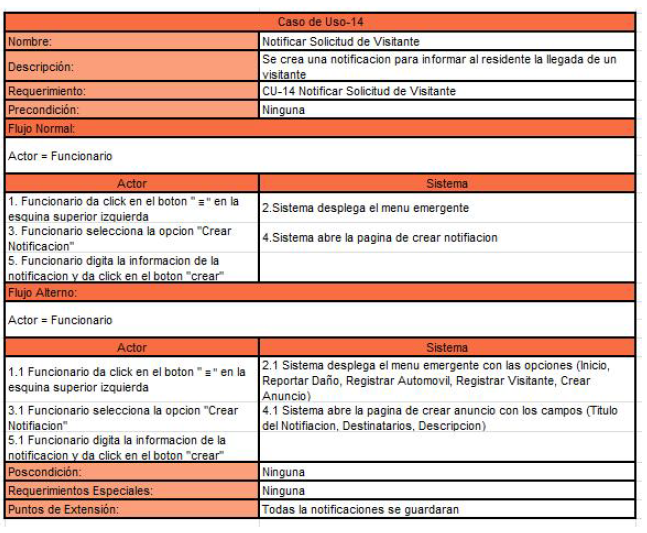 Caso de Uso-14
Nombre:
Notificar Solicitud de Visitante
Descripción:
Se crea una notificacion para informar al residente la llegada de un
visitante
Requerimiento:
CU-14 Notificar Solicitud de Visitante
Precondición:
Ninguna
Flujo Normal:
Actor = Funcionario
Actor
Sistema
1. Funcionario da click en el boton " ≡" en la
esquina superior izquierda
2.Sistema desplega el menu emergente
3. Funcionario selecciona la opcion "Crear
Notificacion"
4.Sistema abre la pagina de crear notifiacion
5. Funcionario digita la informacion de la
notificacion y da click en el boton "crear"
Flujo Alterno:
Actor = Funcionario
Actor
Sistema
1.1 Funcionario da click en el boton " ≡" en la
esquina superior izquierda
2.1 Sistema desplega el menu emergente con las opciones (Inicio,
Reportar Daño, Registrar Automovil, Registrar Visitante, Crear
Anuncio)
3.1 Funcionario selecciona la opcion "Crear
Notifiacion"
4.1 Sistema abre la pagina de crear anuncio con los campos (Titulo
del Notifiacion, Destinatarios, Descripcion)
5.1 Funcionario digita la informacion de la
notificacion y da click en el boton "crear"
Poscondición:
Ninguna
Requerimientos Especiales:
Ninguna
Puntos de Extensión:
Todas la notificaciones se guardaran